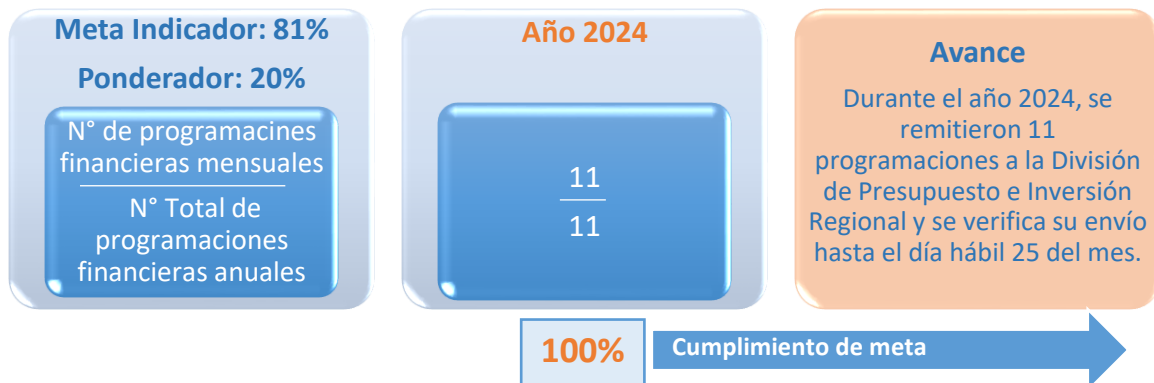 Meta Indicador: 81%
Ponderador: 20%
N° de programacines
financieras mensuales
N° Total de
programaciones
financieras anuales
Año 2024
11
11
Avance
Durante el año 2024, se
remitieron 11
programaciones a la División
de Presupuesto e Inversión
Regional y se verifica su envío
hasta el día hábil 25 del mes.
100%
Cumplimiento de meta